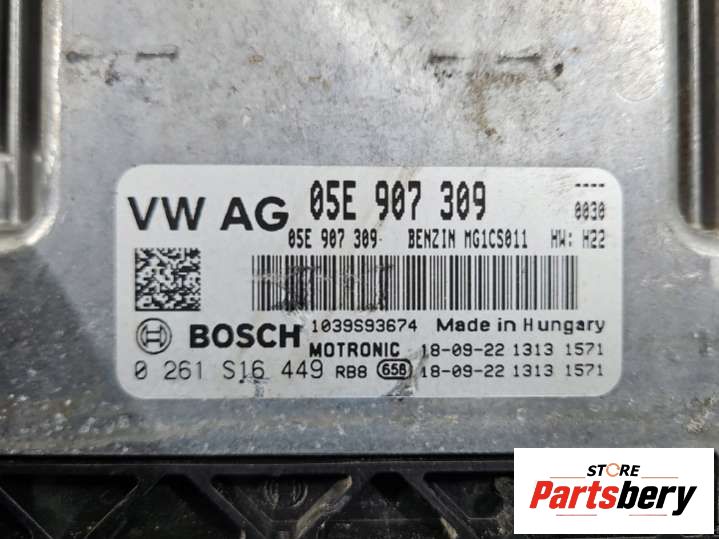 VW AG 05E 907 309 ----
0030
05E 907 309 BENZIN MG1CS011 HW: H22
BOSCH 1039S93674 Made in Hungary
MOTRONIC 18-09-22 1313 1571
0 261 S16 449 RB8 658 18-09-22 1313 1571
STORE
Partsbery